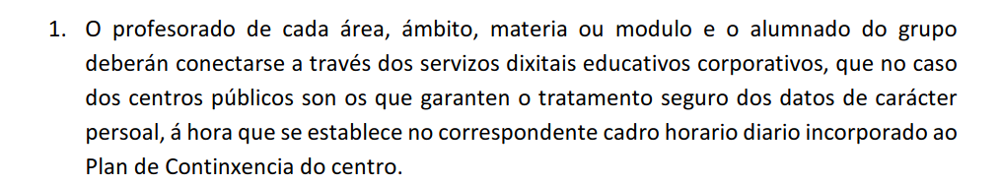 1. O profesorado de cada área, ámbito, materia ou modulo e o alumnado do grupo
deberán conectarse a través dos servizos dixitais educativos corporativos, que no caso
dos centros públicos son os que garanten o tratamento seguro dos datos de carácter
persoal, á hora que se establece no correspondente cadro horario diario incorporado ao
Plan de Continxencia do centro.